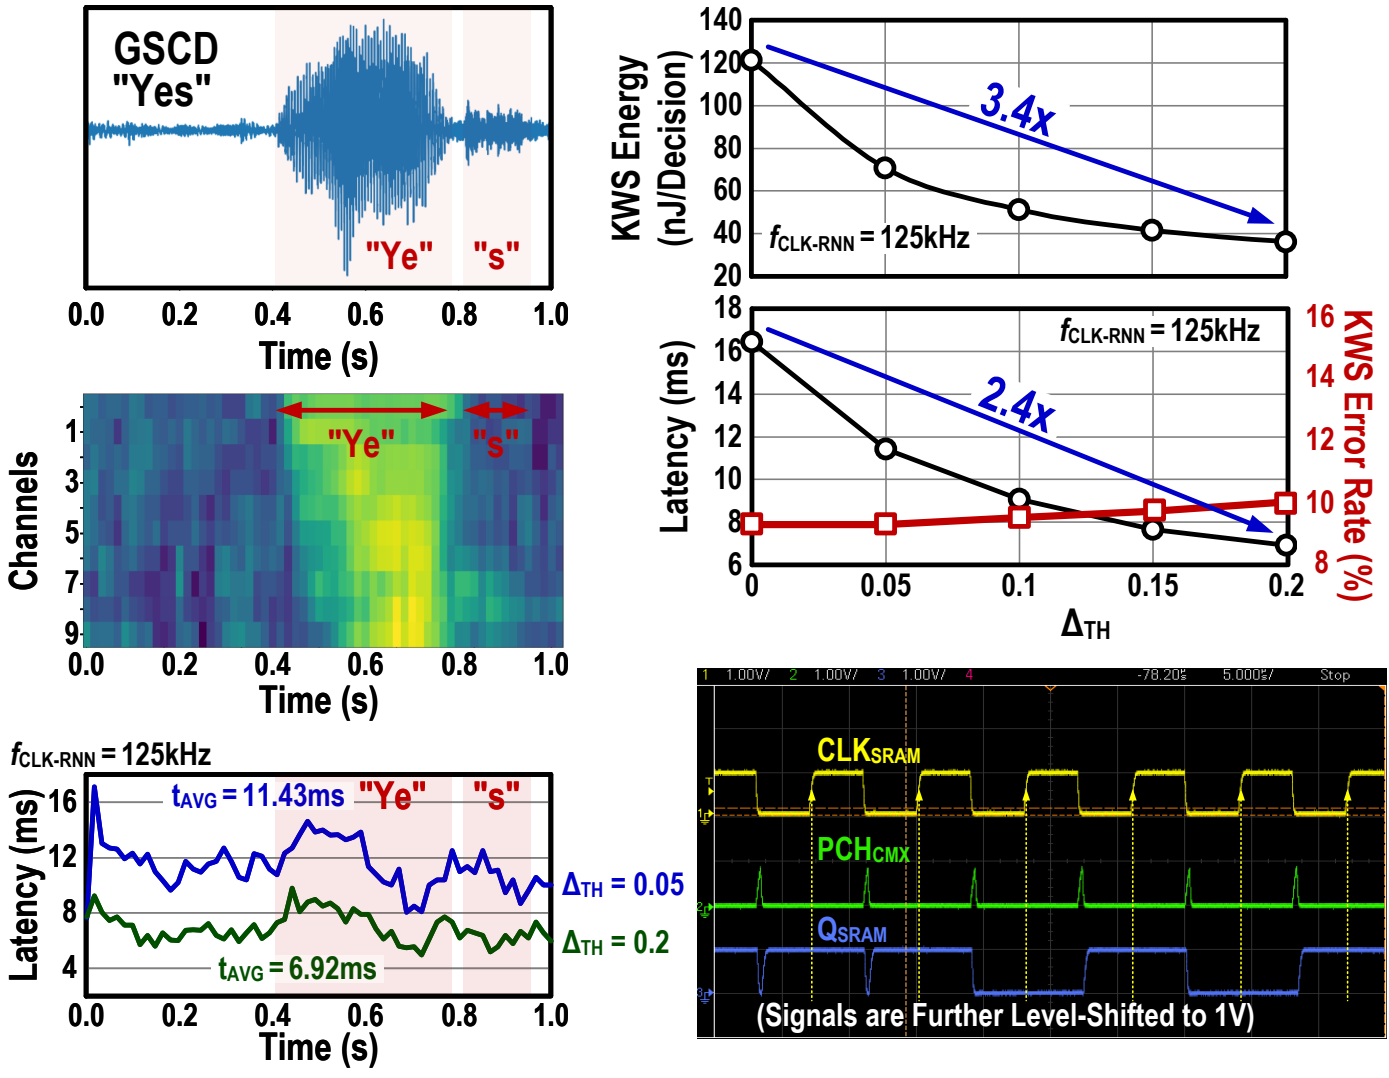 GSCD
"Yes"
"Ye" "s"
0.0 0.2 0.4 0.6 0.8 1.0
Time (s)
Channels
1
3
5
7
9
"Ye" "s"
0.0 0.2 0.4 0.6 0.8 1.0
Time (s)
fCLK-RNN = 125kHz
Latency (ms)
16
12
8
4
tAVG = 11.43ms
"Ye" "s"
tAVG = 6.92ms
ΔTH = 0.05
ΔTH = 0.2
0.0 0.2 0.4 0.6 0.8 1.0
Time (s)
KWS Energy
(nJ/Decision)
140
120
100
80
60
40
20
3.4x
fCLK-RNN = 125kHz
Latency (ms)
18
16
14
12
10
8
6
fCLK-RNN = 125kHz
2.4x
16
14
12
10
8
KWS Error Rate (%)
0 0.05 0.1 0.15 0.2
ΔTH
1 1.00V/ 2 1.00V/ 3 1.00V/ 4 -78.20s 5.000s/ Stop
T
CLKSRAM
1
PCHCMX
2
QSRAM
3
(Signals are Further Level-Shifted to 1V)